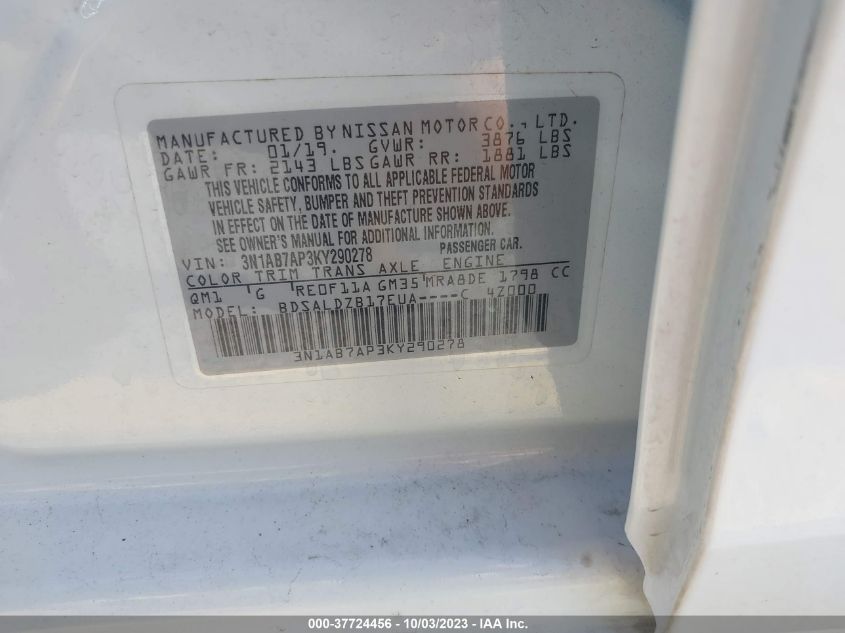 MANUFACTURED BY NISSAN MOTOR CO., LTD.
DATE: 01/19. GVWR: 3876 LBS
GAWR FR: 2143 LBS GAWR RR: 1881 LBS
THIS VEHICLE CONFORMS TO ALL APPLICABLE FEDERAL MOTOR
VEHICLE SAFETY, BUMPER AND THEFT PREVENTION STANDARDS
IN EFFECT ON THE DATE OF MANUFACTURE SHOWN ABOVE.
SEE OWNER'S MANUAL FOR ADDITIONAL INFORMATION.
VIN: 3N1AB7AP3KY290278 PASSENGER CAR.
COLOR TRIM TRANS AXLE ENGINE
QM1 'G 'RE0F11A GM35'MRA8DE 1798 CC
MODEL: BDSALDZB17EUA----C 4Z000
3N1AB7AP3KY290278
000-37724456 - 10/03/2023 - IAA Inc.